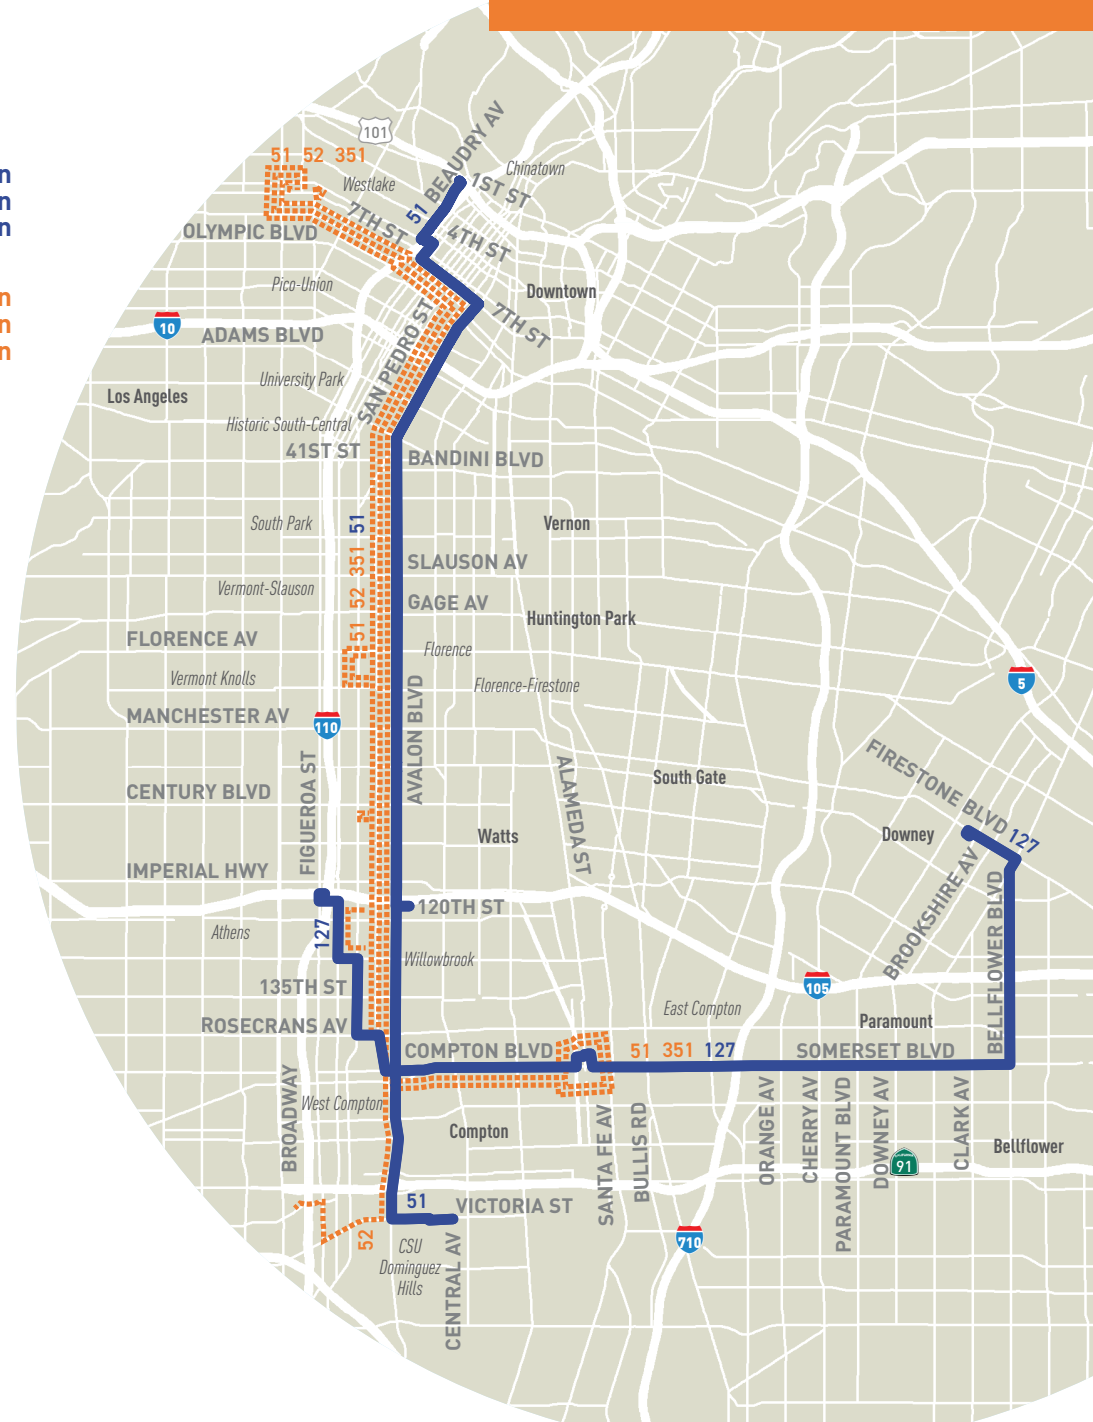 101
BEAUDRY AV
Chinatown
51 52 351
n
Westlake
1ST ST
n
51
7TH ST
n
OLYMPIC BLVD
4TH ST
Pico-Union
Downtown
n
7TH ST
n
10
ADAMS BLVD
n
SAN PEDRO ST
University Park
Los Angeles
Historic South-Central
41ST ST
BANDINI BLVD
South Park
51
Vernon
351
SLAUSON AV
Vermont-Slauson
52
GAGE AV
Huntington Park
51
FLORENCE AV
Florence
Vermont Knolls
Florence-Firestone
5
MANCHESTER AV
110
AVALON BLVD
FIGUEROA ST
ALAMEDA ST
South Gate
FIRESTONE BLVD
CENTURY BLVD
Watts
Downey
127
IMPERIAL HWY
BROOKSHIRE AV
BELLFLOWER BLVD
120TH ST
127
Athens
Willowbrook
135TH ST
105
East Compton
ROSECRANS AV
Paramount
COMPTON BLVD
51 351 127
SOMERSET BLVD
BROADWAY
West Compton
Compton
SANTA FE AV
BULLIS RD
ORANGE AV
CHERRY AV
PARAMOUNT BLVD
DOWNEY AV
CLARK AV
CALIFORNIA
91
Bellflower
51
VICTORIA ST
52
CSU
Dominguez
Hills
CENTRAL AV
710